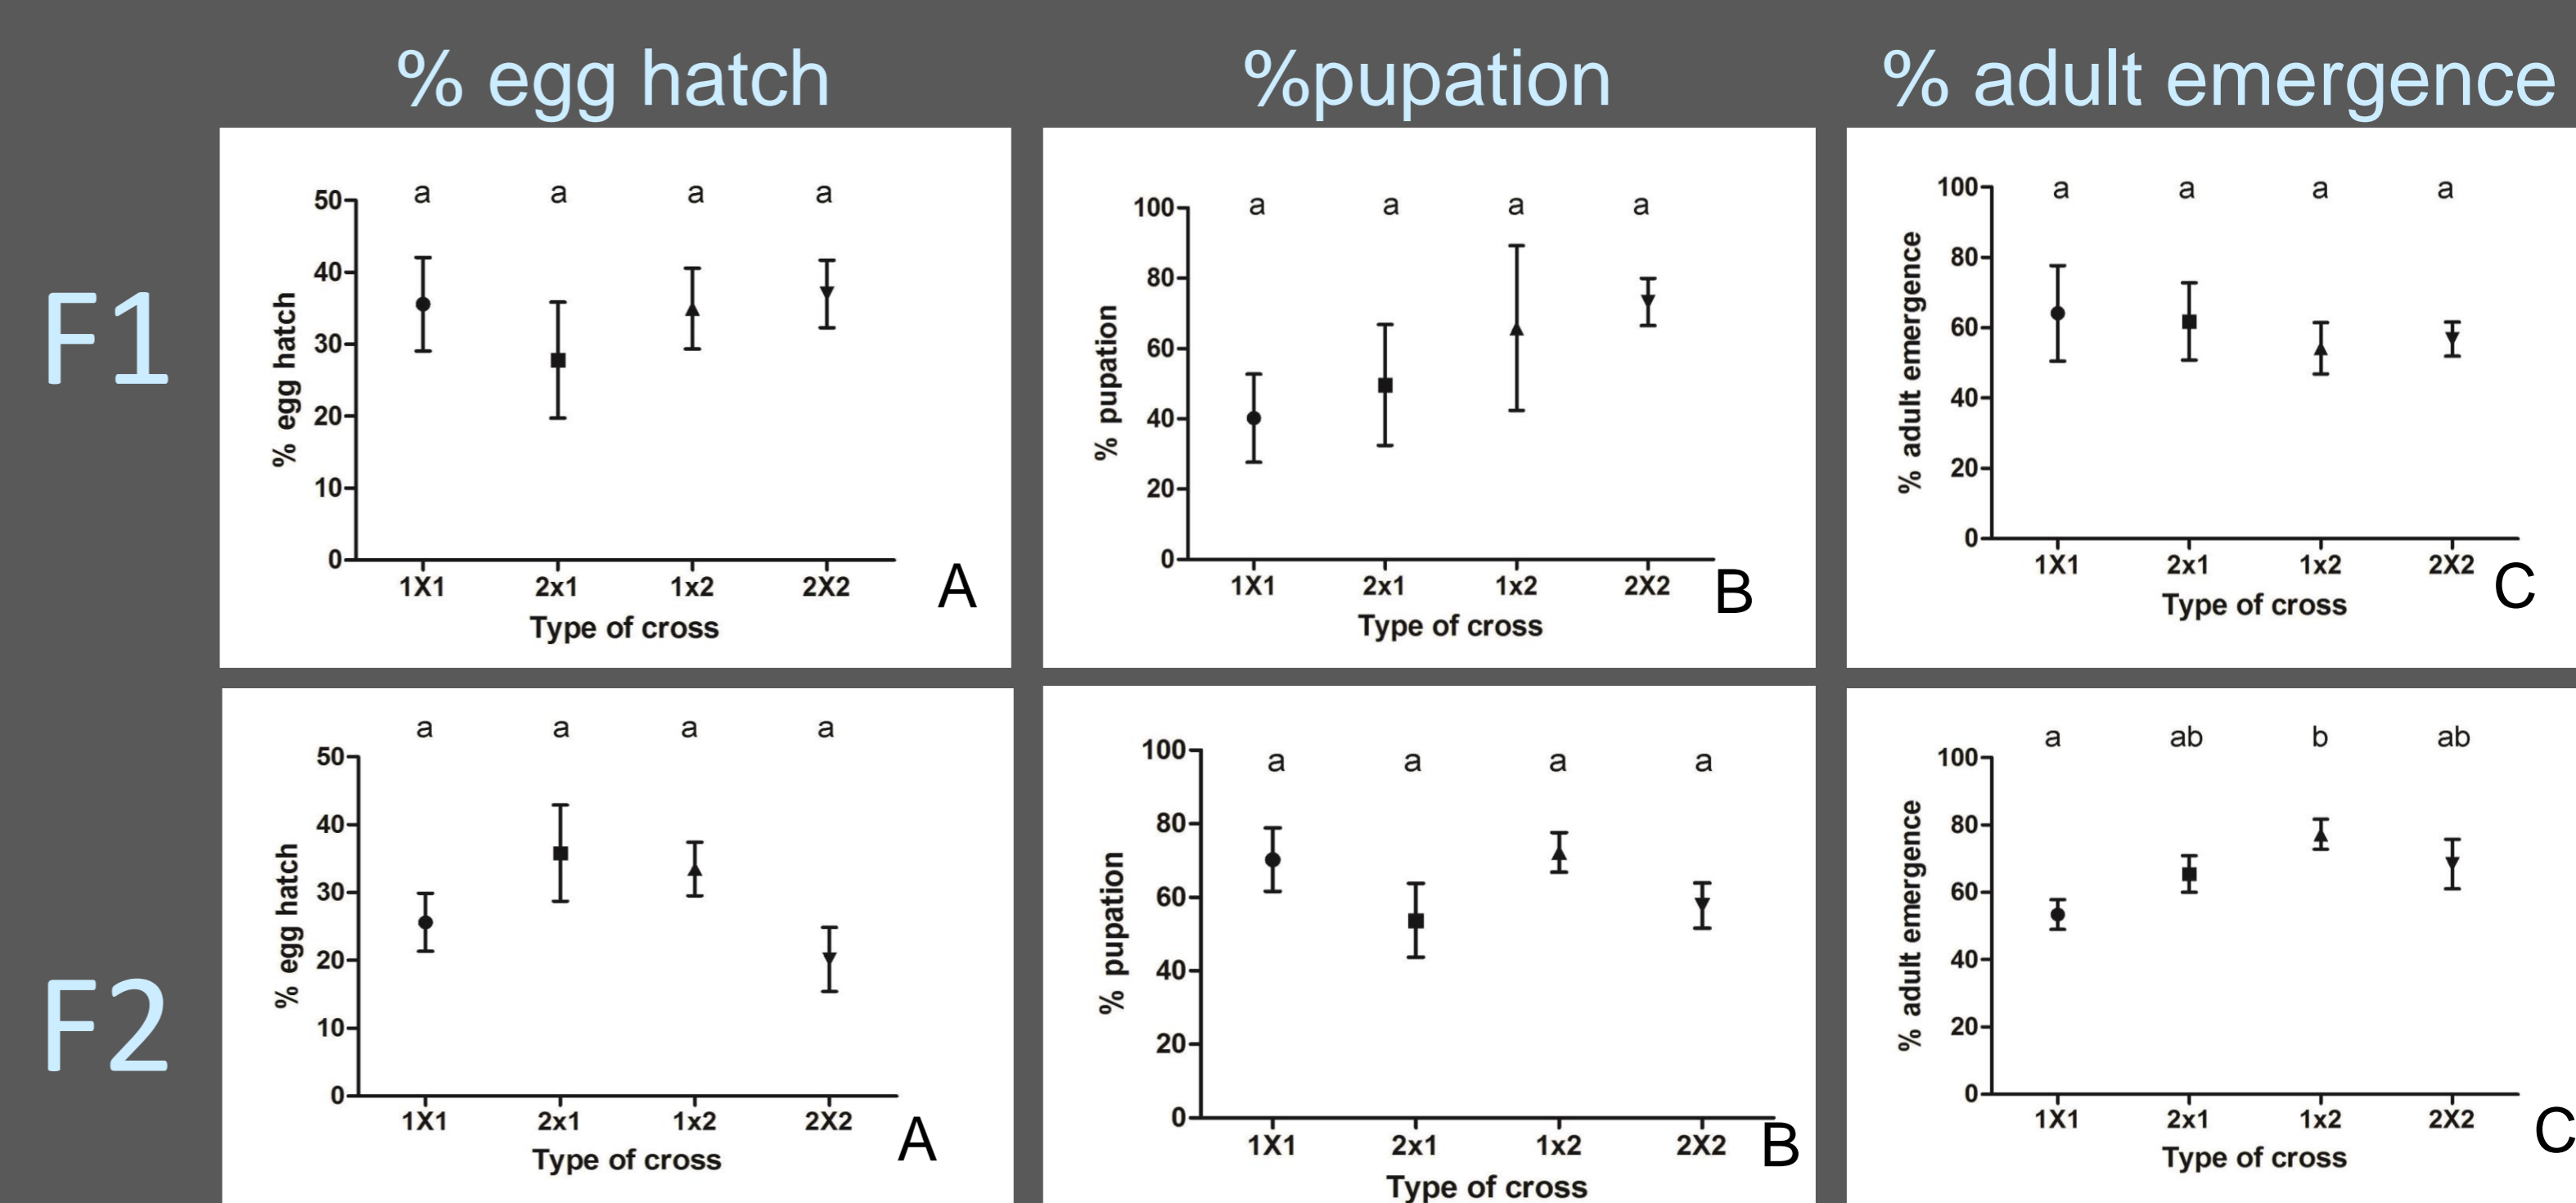 % egg hatch
%pupation
% adult emergence
F1
a a a a
50
40
30
20
10
0
% egg hatch
1X1 2x1 1x2 2X2
Type of cross
A
a a a a
100
80
60
40
20
0
% pupation
1X1 2x1 1x2 2X2
Type of cross
B
a a a a
100
80
60
40
20
0
% adult emergence
1X1 2x1 1x2 2X2
Type of cross
C
F2
a a a a
50
40
30
20
10
0
% egg hatch
1X1 2x1 1x2 2X2
Type of cross
A
a a a a
100
80
60
40
20
0
% pupation
1X1 2x1 1x2 2X2
Type of cross
B
a ab b ab
100
80
60
40
20
0
% adult emergence
1X1 2x1 1x2 2X2
Type of cross
C